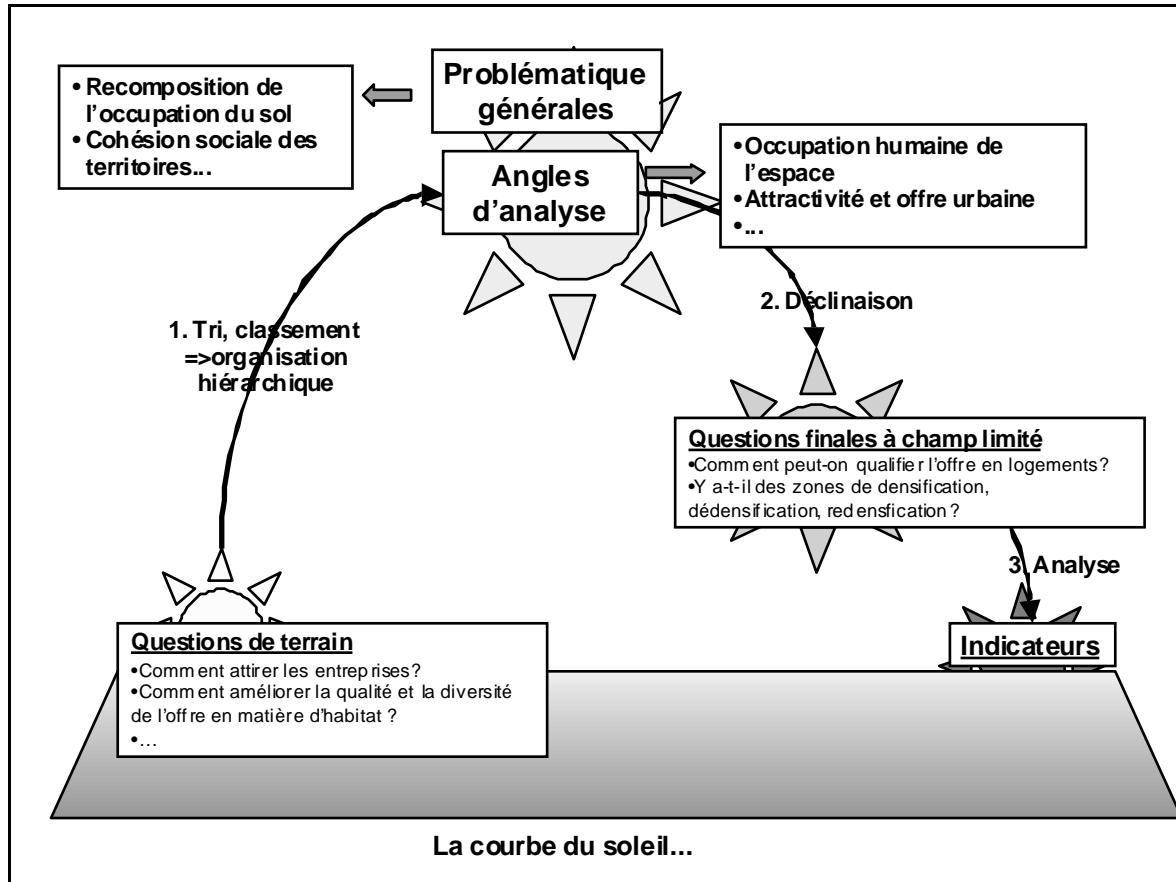 Problématique
générales
• Recomposition de
l'occupation du sol
• Cohésion sociale des
territoires...
Angles
d'analyse
•Occupation humaine de
l'espace
•Attractivité et offre urbaine
•...
1. Tri, classement
=>organisation
hiérarchique
2. Déclinaison
Questions finales à champ limité
•Comment peut-on qualifier l'offre en logements?
•Y a-t-il des zones de densification,
dédensification, redensfication ?
3. Analyse
Indicateurs
Questions de terrain
•Comment attirer les entreprises?
•Comment améliorer la qualité et la diversité
de l'offre en matière d'habitat ?
•...
La courbe du soleil...